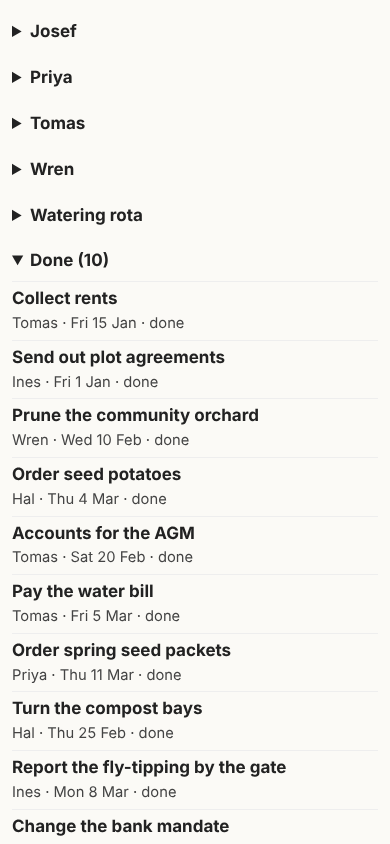 Josef
Priya
Tomas
Wren
Watering rota
Done (10)
Collect rents
Tomas · Fri 15 Jan · done
Send out plot agreements
Ines · Fri 1 Jan · done
Prune the community orchard
Wren · Wed 10 Feb · done
Order seed potatoes
Hal · Thu 4 Mar · done
Accounts for the AGM
Tomas · Sat 20 Feb · done
Pay the water bill
Tomas · Fri 5 Mar · done
Order spring seed packets
Priya · Thu 11 Mar · done
Turn the compost bays
Hal · Thu 25 Feb · done
Report the fly-tipping by the gate
Ines · Mon 8 Mar · done
Change the bank mandate